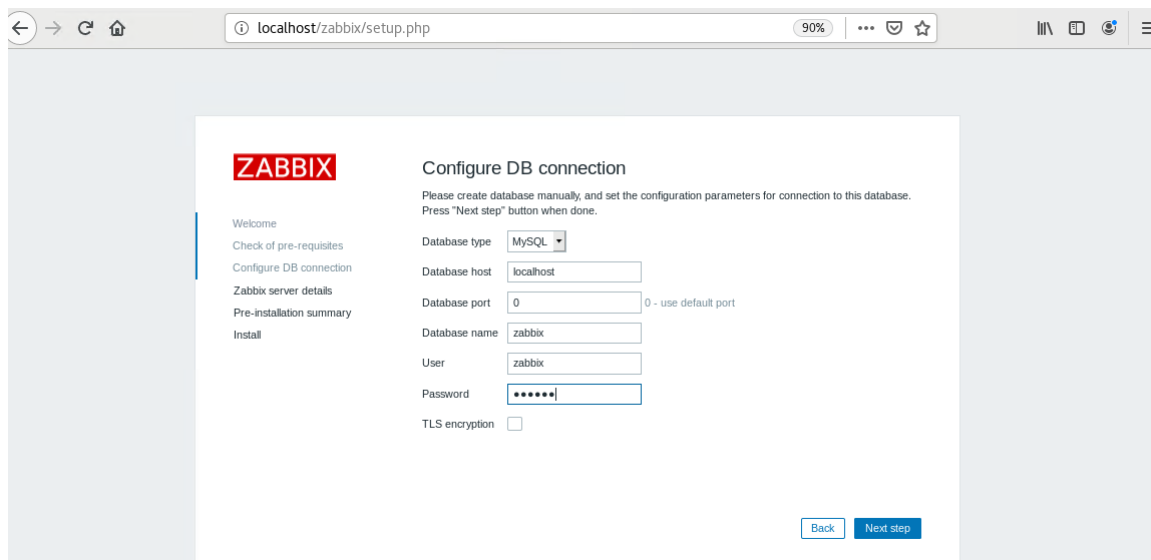 localhost/zabbix/setup.php
90%
ZABBIX
Welcome
Check of pre-requisites
Configure DB connection
Zabbix server details
Pre-installation summary
Install
Configure DB connection
Please create database manually, and set the configuration parameters for connection to this database.
Press "Next step" button when done.
Database type MySQL
Database host localhost
Database port 0 0 - use default port
Database name zabbix
User zabbix
Password ●●●●●●
TLS encryption
Back Next step